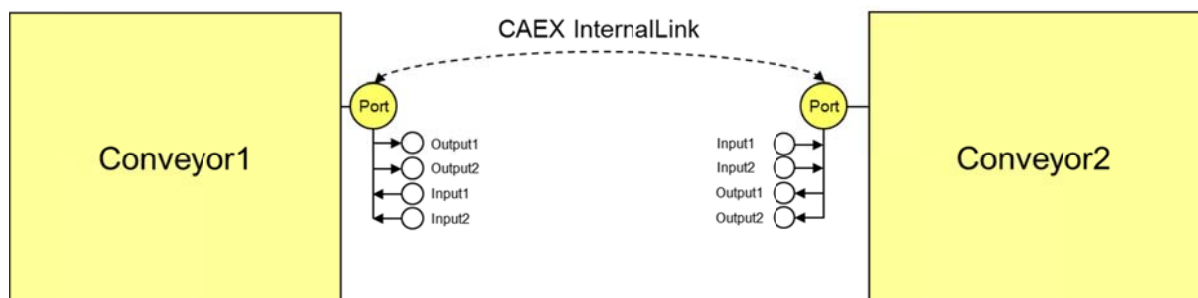 CAEX InternalLink
Port
Port
Conveyor1
Output1
Output2
Input1
Input2
Input1
Input2
Output1
Output2
Conveyor2